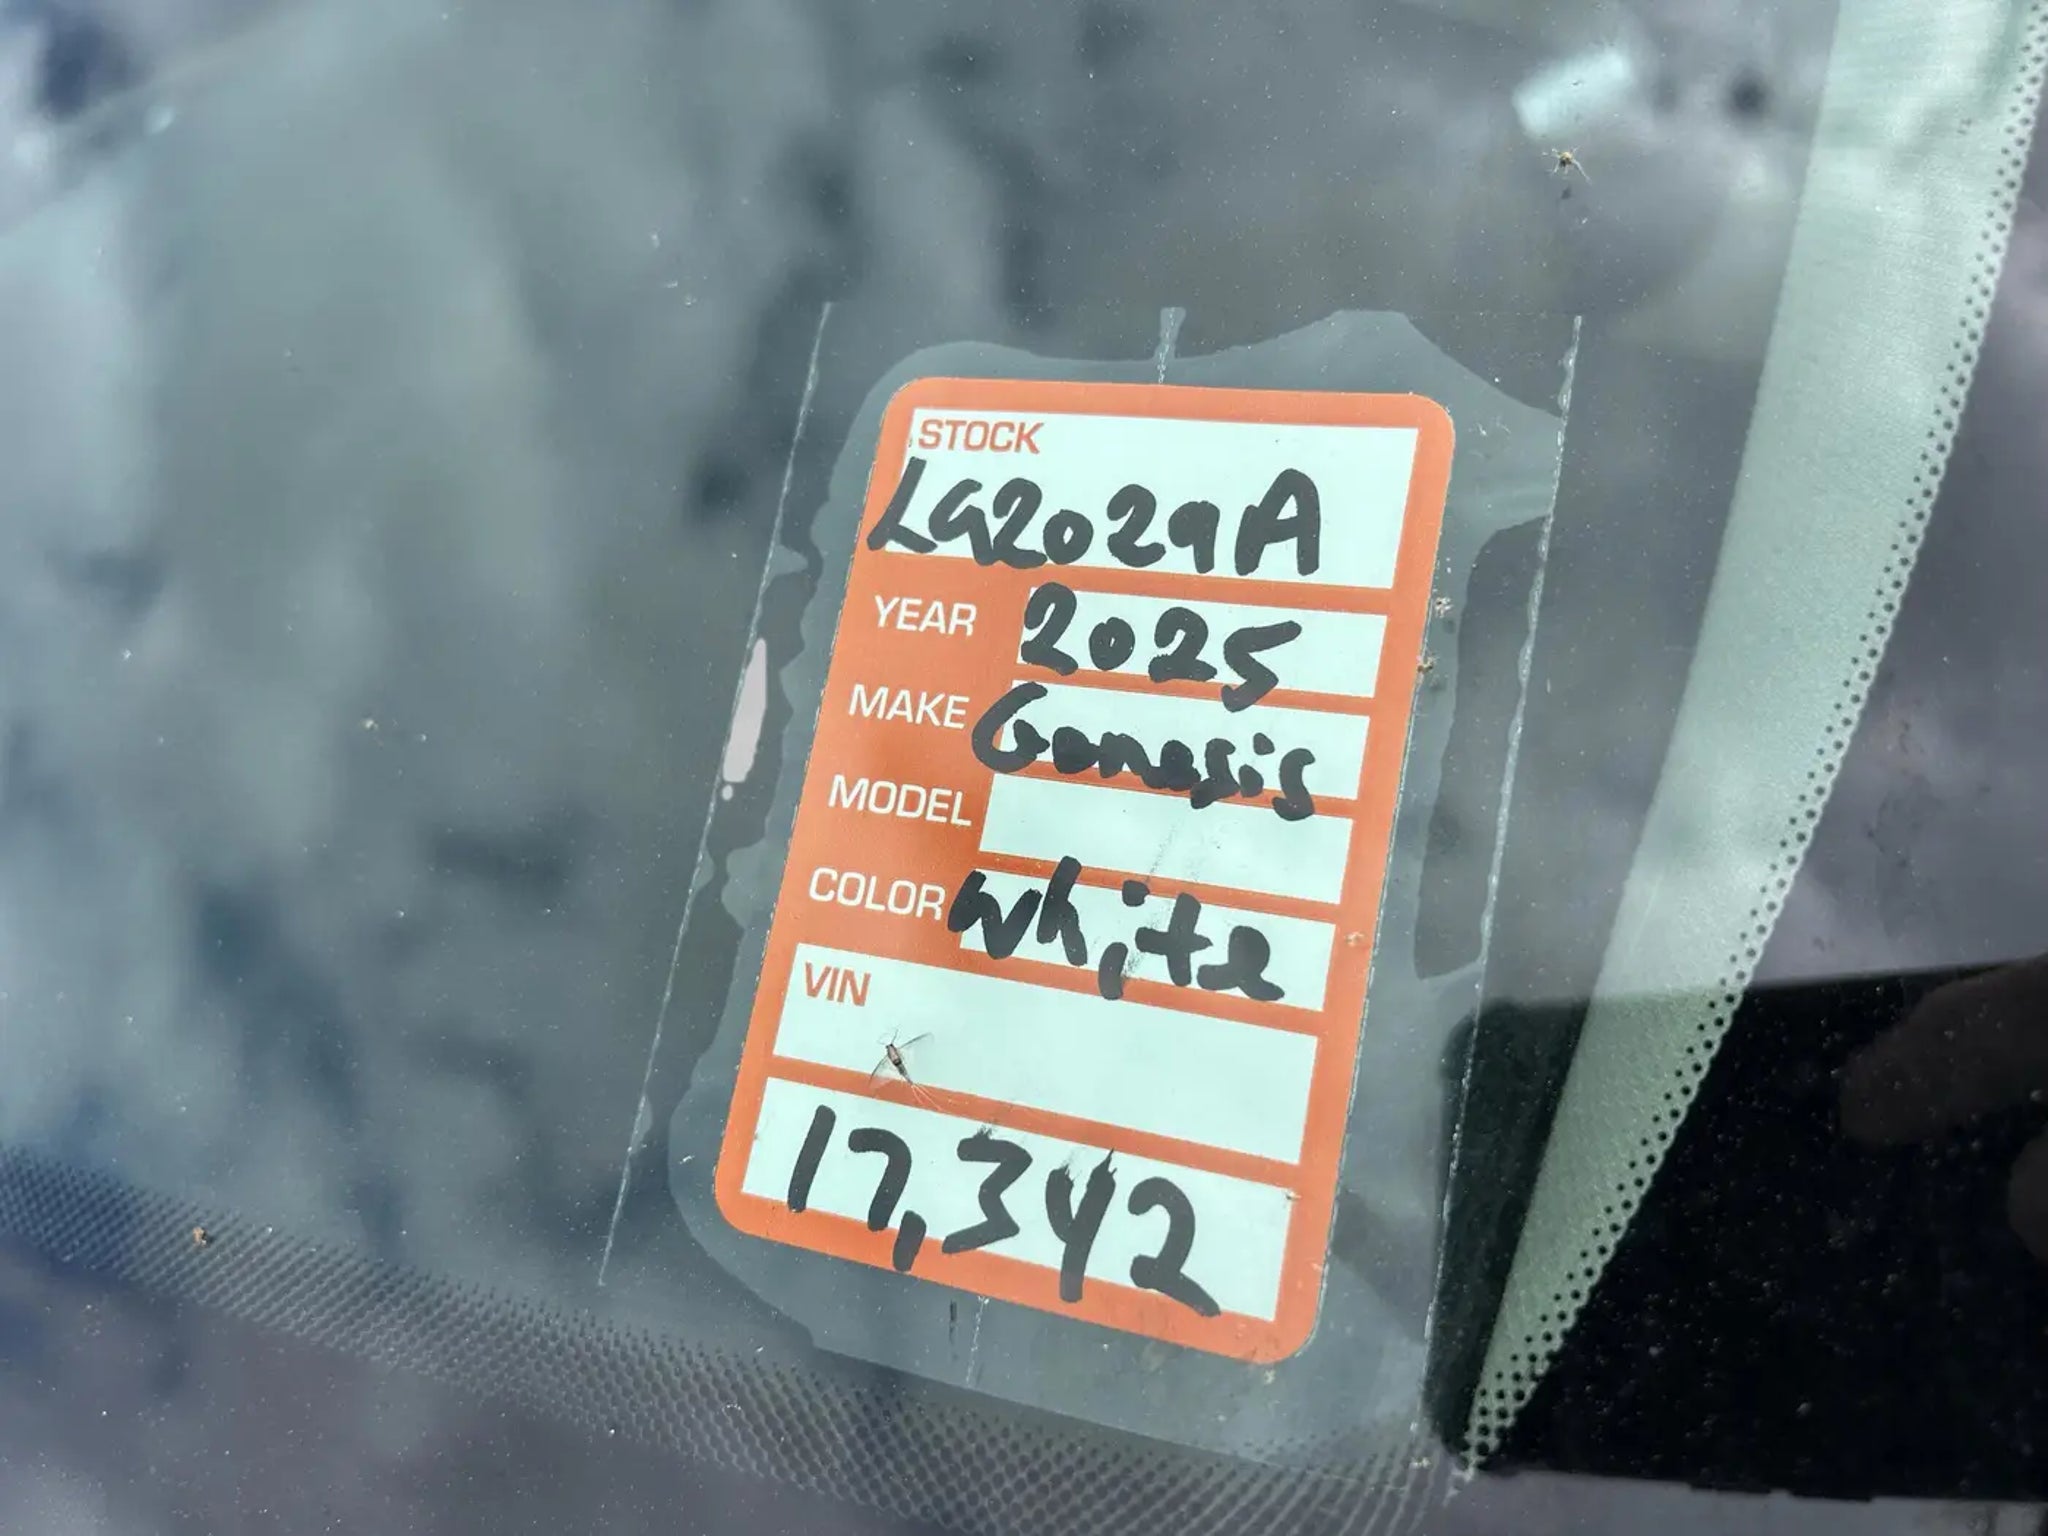 STOCK
LG2029A
YEAR 2025
MAKE Genesis
MODEL
COLOR white
VIN
17,342